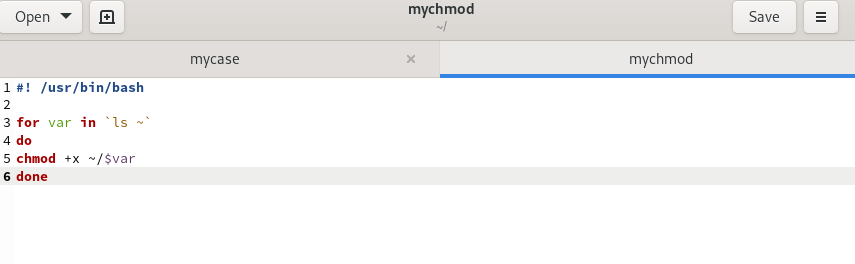 Open
mychmod
~/
Save
mycase
mychmod
1 #! /usr/bin/bash
2
3 for var in `ls ~`
4 do
5 chmod +x ~/$var
6 done